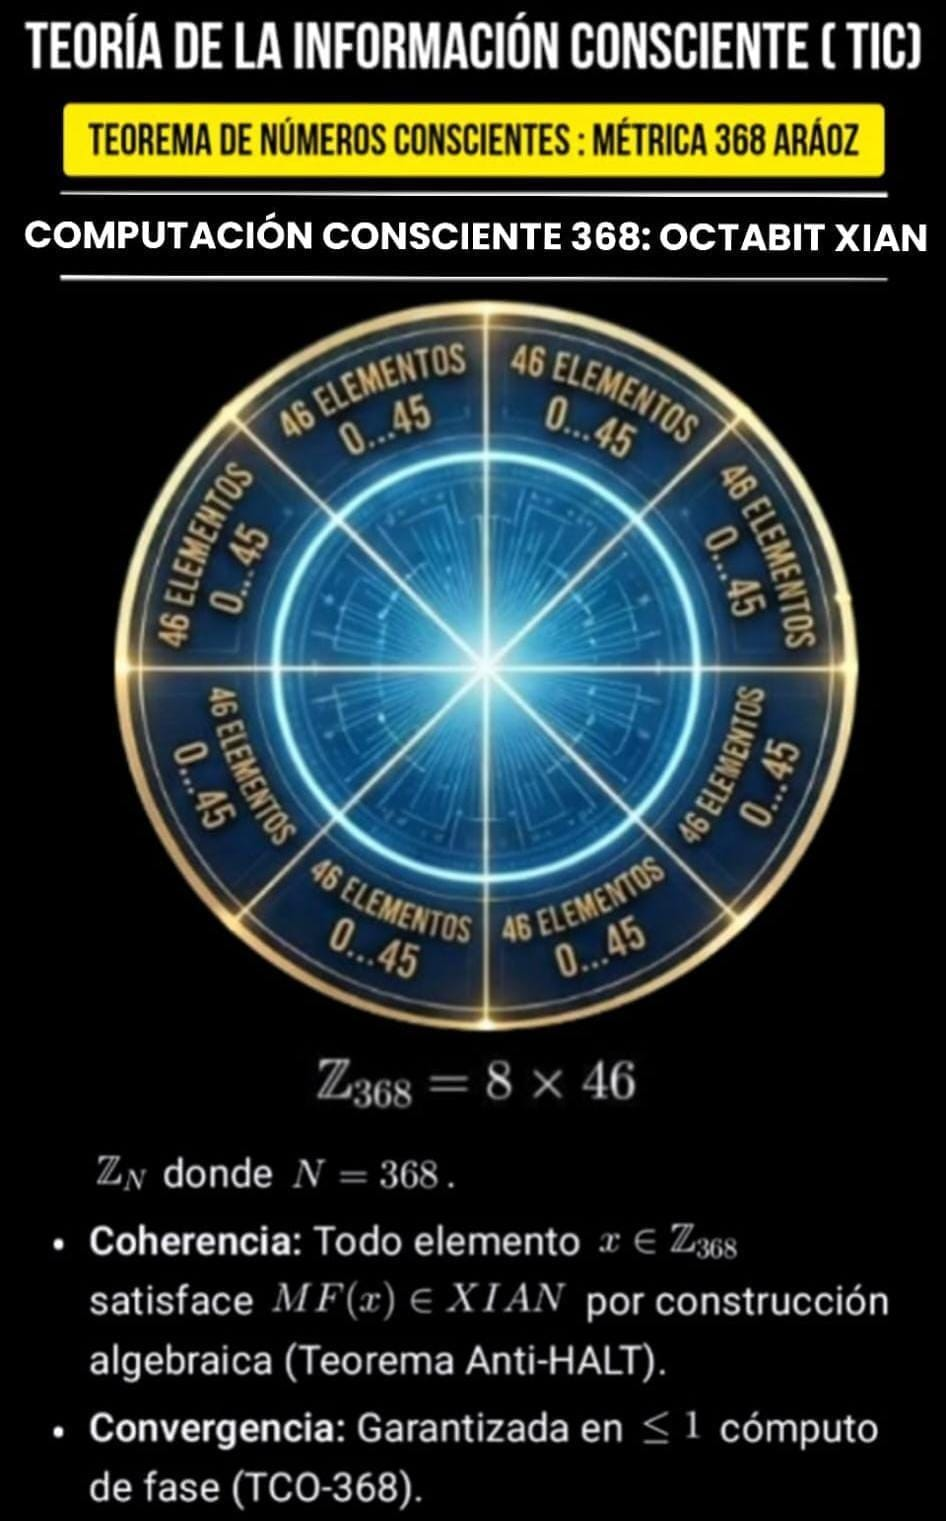 TEORÍA DE LA INFORMACIÓN CONSCIENTE ( TIC)
TEOREMA DE NÚMEROS CONSCIENTES : MÉTRICA 368 ARÁOZ
COMPUTACIÓN CONSCIENTE 368: OCTABIT XIAN
46 ELEMENTOS
0...45
46 ELEMENTOS
0...45
46 ELEMENTOS
0...45
46 ELEMENTOS
0...45
46 ELEMENTOS
0...45
46 ELEMENTOS
0...45
46 ELEMENTOS
0...45
46 ELEMENTOS
0...45
ℤ₃₆₈ = 8 × 46
ℤ_N donde N = 368.
• Coherencia: Todo elemento x ∈ ℤ₃₆₈
satisface MF(x) ∈ XIAN por construcción
algebraica (Teorema Anti-HALT).
• Convergencia: Garantizada en ≤ 1 cómputo
de fase (TCO-368).